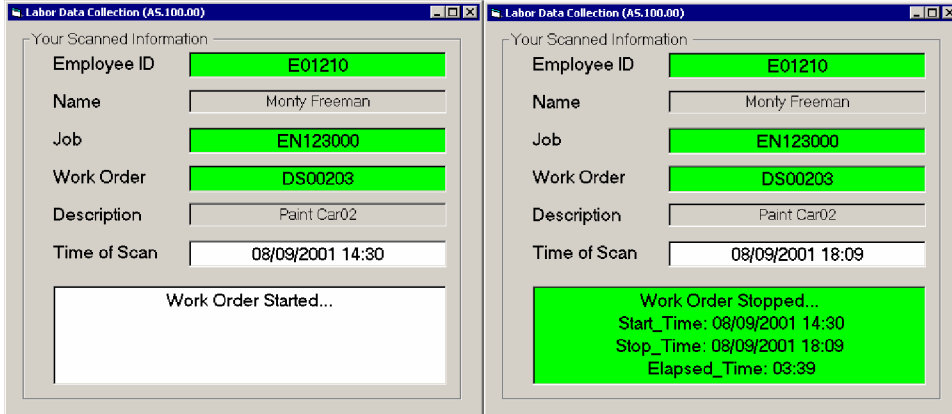 Labor Data Collection (A5.100.00)
Your Scanned Information
Employee ID E01210
Name Monty Freeman
Job EN123000
Work Order DS00203
Description Paint Car02
Time of Scan 08/09/2001 14:30
Work Order Started...
Labor Data Collection (A5.100.00)
Your Scanned Information
Employee ID E01210
Name Monty Freeman
Job EN123000
Work Order DS00203
Description Paint Car02
Time of Scan 08/09/2001 18:09
Work Order Stopped...
Start_Time: 08/09/2001 14:30
Stop_Time: 08/09/2001 18:09
Elapsed_Time: 03:39